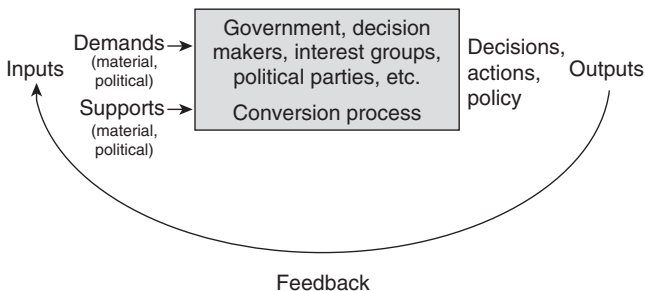 Inputs
Demands
(material,
political)
Supports
(material,
political)
Government, decision
makers, interest groups,
political parties, etc.
Conversion process
Decisions,
actions,
policy
Outputs
Feedback